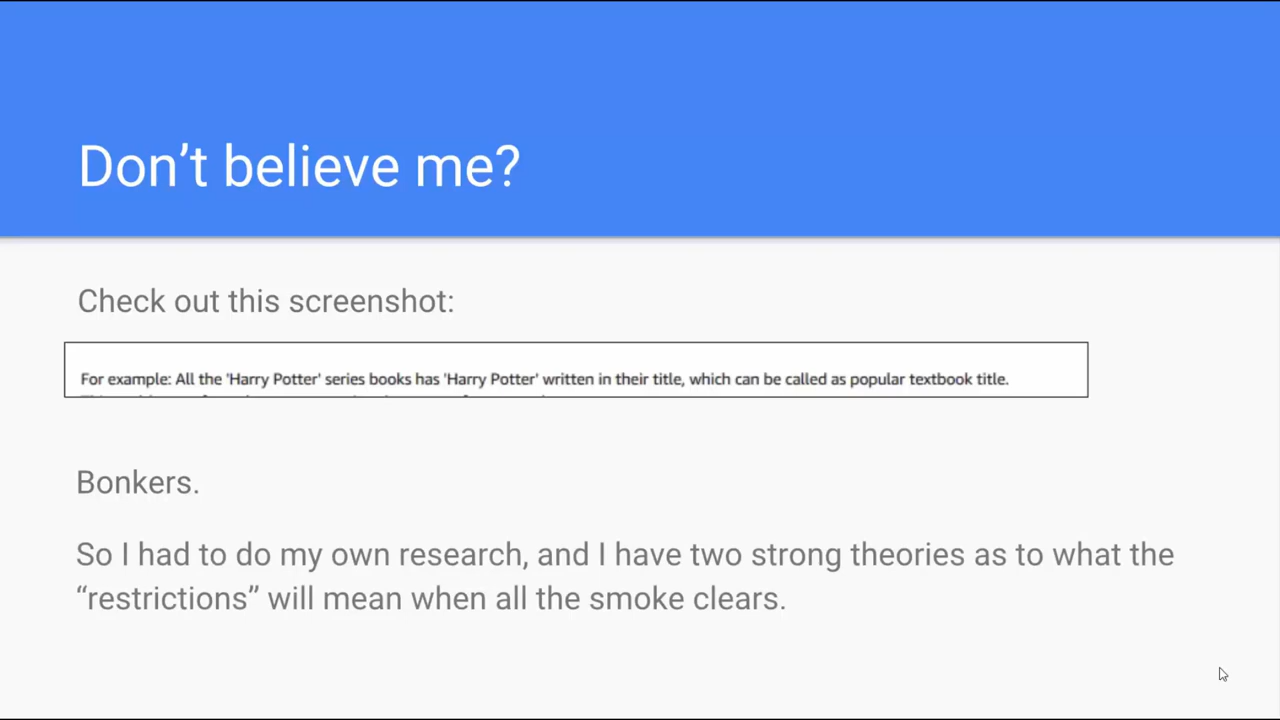 Don’t believe me?
Check out this screenshot:
For example: All the 'Harry Potter' series books has 'Harry Potter' written in their title, which can be called as popular textbook title.
Bonkers.
So I had to do my own research, and I have two strong theories as to what the
“restrictions” will mean when all the smoke clears.